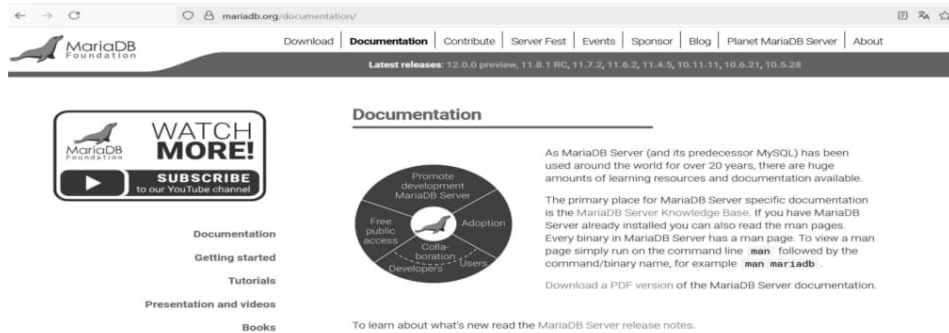 mariadb.org/documentation/
MariaDB
Foundation
Download Documentation Contribute Server Fest Events Sponsor Blog Planet MariaDB Server About
Latest releases: 12.0.0 preview, 11.8.1 RC, 11.7.2, 11.6.2, 11.4.5, 10.11.11, 10.6.21, 10.5.28
MariaDB
Foundation
WATCH
MORE!
SUBSCRIBE
to our YouTube channel
Documentation
Getting started
Tutorials
Presentation and videos
Books
Documentation
Promote
development
MariaDB Server
Free
public
access
Adoption
Colla-
boration
Developers
Users
As MariaDB Server (and its predecessor MySQL) has been
used around the world for over 20 years, there are huge
amounts of learning resources and documentation available.
The primary place for MariaDB Server specific documentation
is the MariaDB Server Knowledge Base. If you have MariaDB
Server already installed you can also read the man pages.
Every binary in MariaDB Server has a man page. To view a man
page simply run on the command line man followed by the
command/binary name, for example man mariadb .
Download a PDF version of the MariaDB Server documentation.
To learn about what's new read the MariaDB Server release notes.